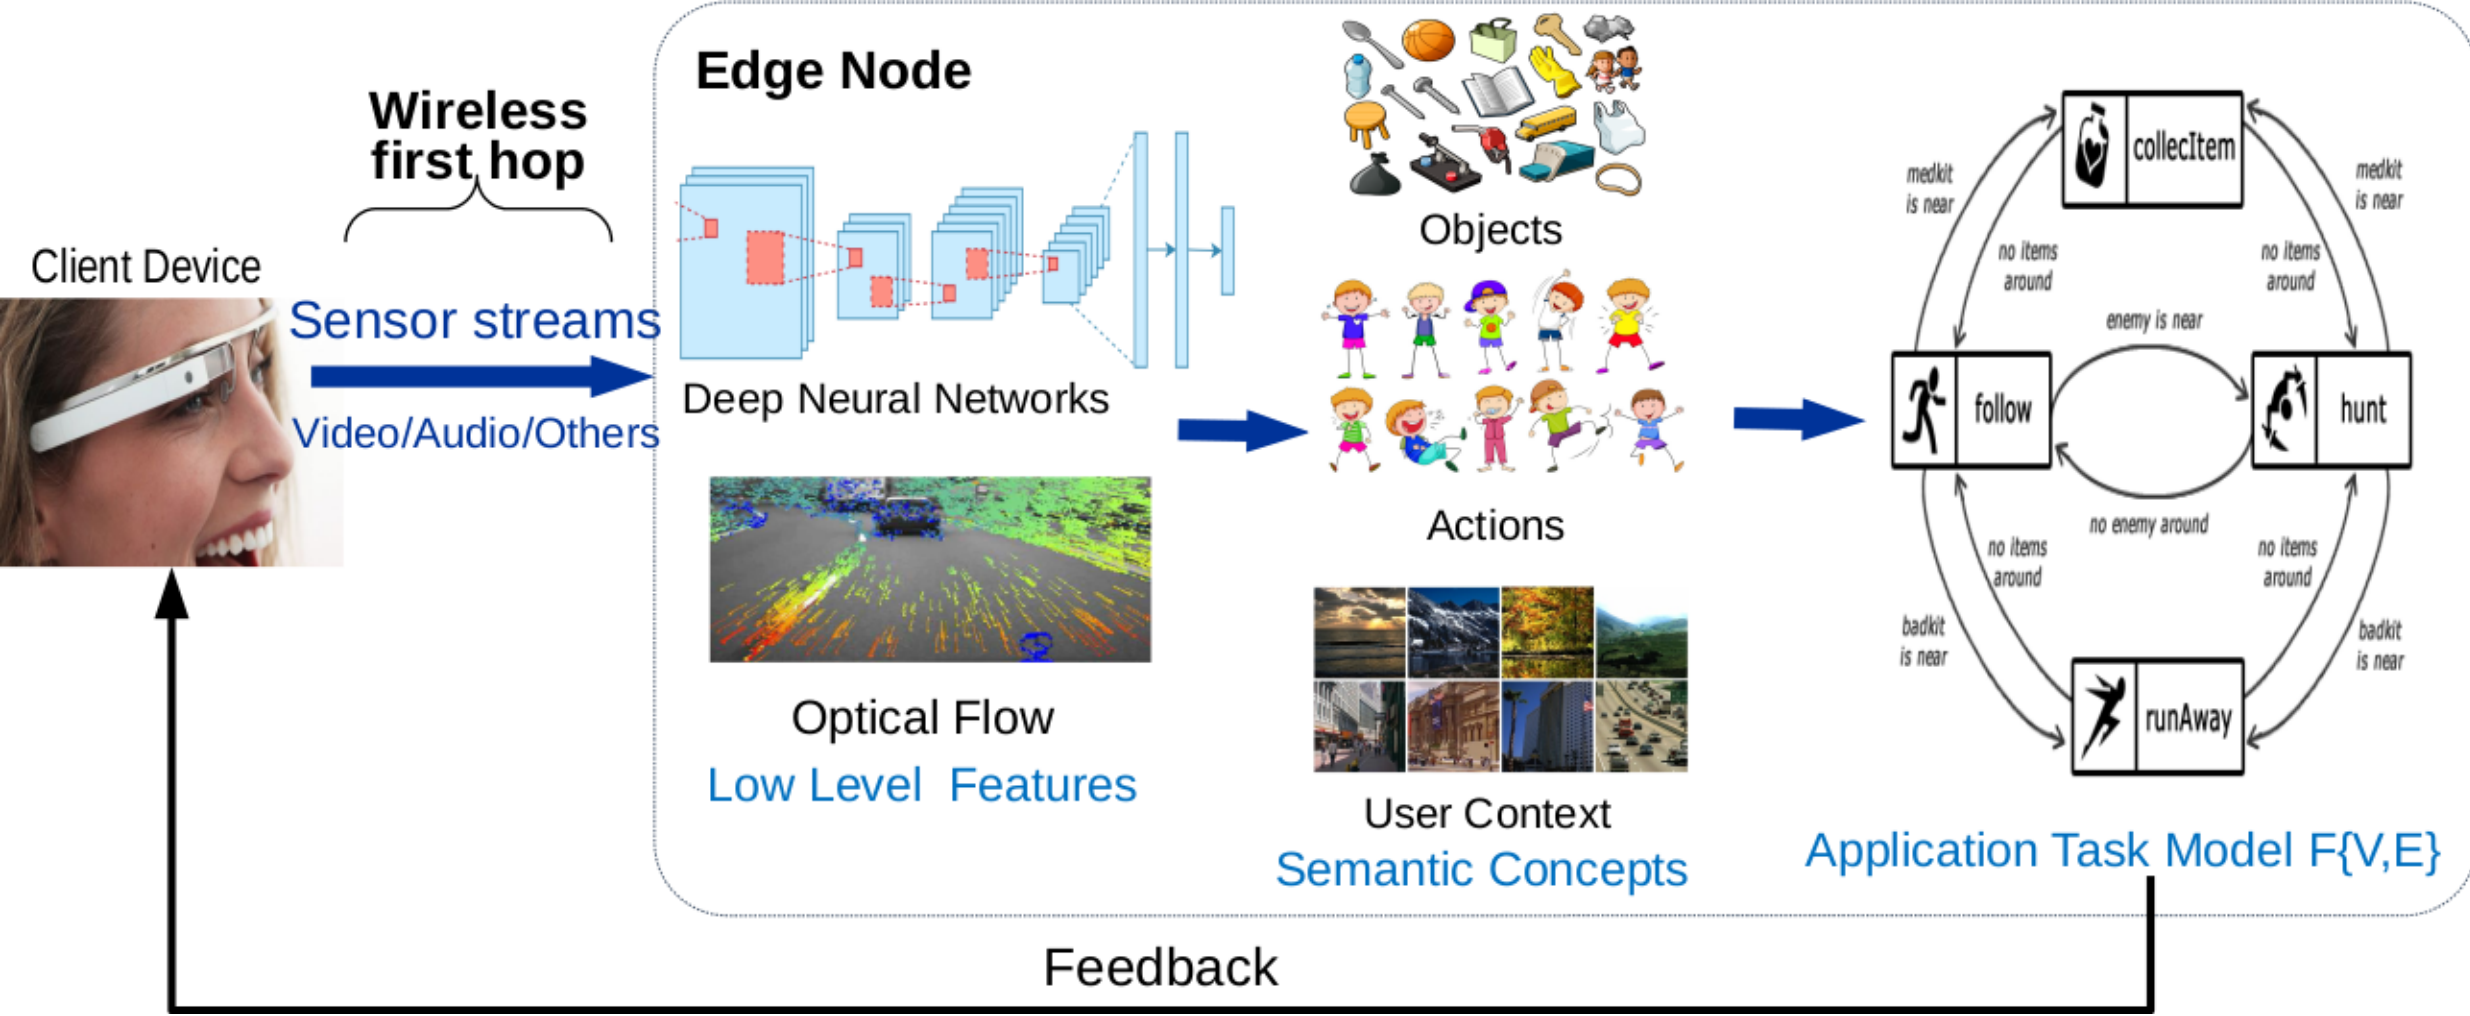 Edge Node
Wireless
first hop
Client Device
Sensor streams
Video/Audio/Others
Deep Neural Networks
Optical Flow
Low Level Features
Objects
Actions
User Context
Semantic Concepts
collecItem
medkit
is near
medkit
is near
no items
around
no items
around
enemy is near
follow
hunt
no enemy around
no items
around
no items
around
badkit
is near
badkit
is near
runAway
Application Task Model F{V,E}
Feedback